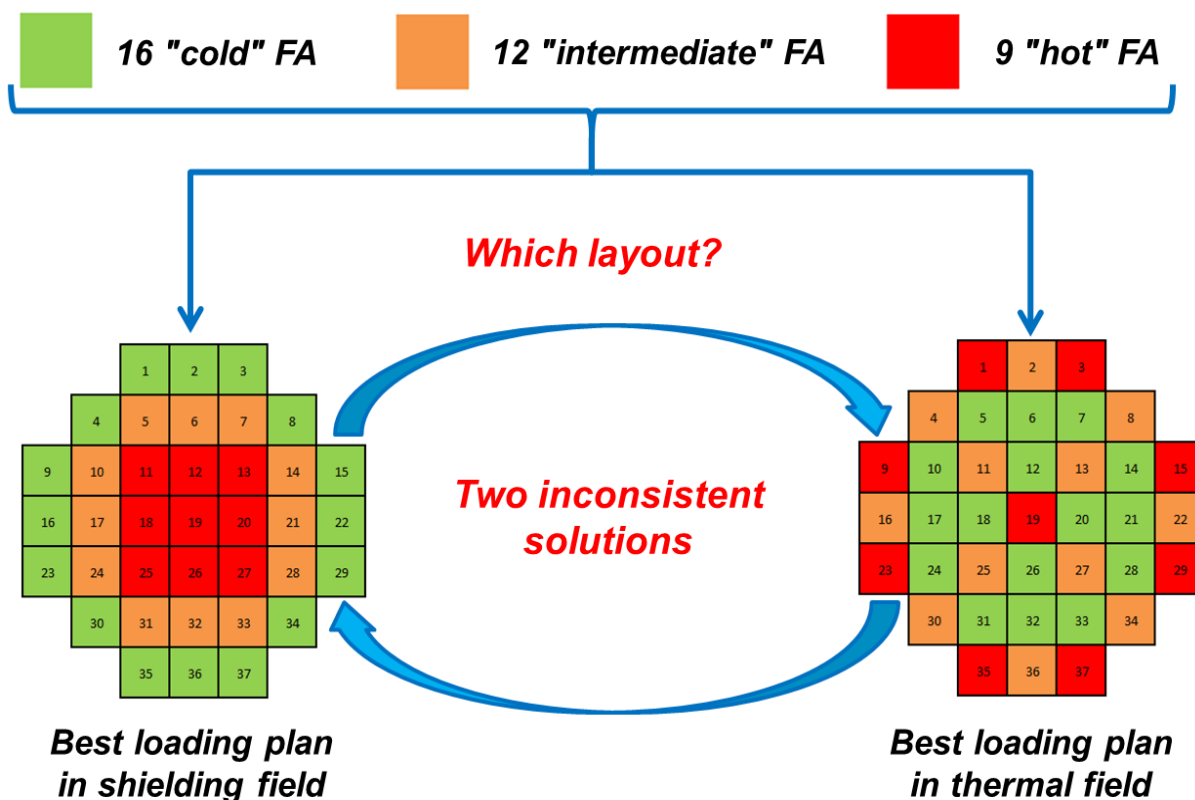 16 "cold" FA 12 "intermediate" FA 9 "hot" FA
Which layout?
Two inconsistent
solutions
1 2 3
4 5 6 7 8
9 10 11 12 13 14 15
16 17 18 19 20 21 22
23 24 25 26 27 28 29
30 31 32 33 34
35 36 37
Best loading plan
in shielding field
1 2 3
4 5 6 7 8
9 10 11 12 13 14 15
16 17 18 19 20 21 22
23 24 25 26 27 28 29
30 31 32 33 34
35 36 37
Best loading plan
in thermal field